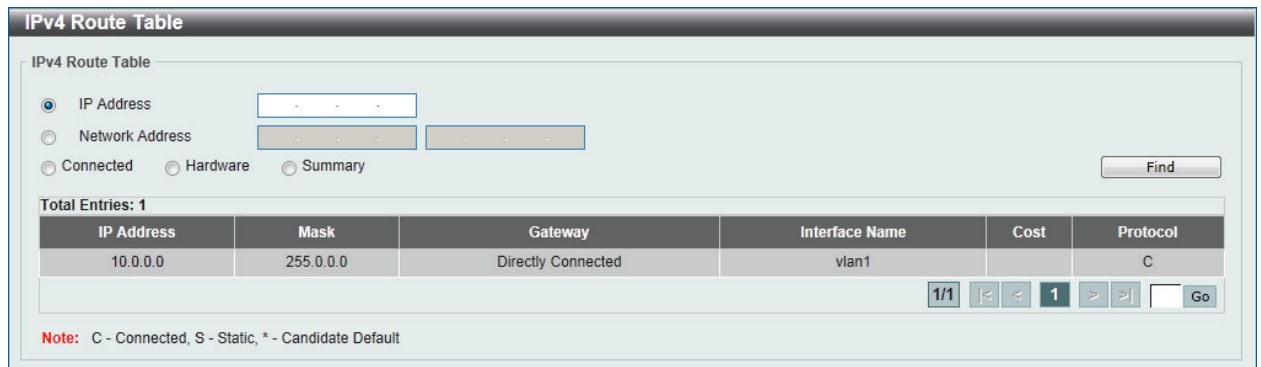 IPv4 Route Table
IPv4 Route Table
IP Address
Network Address
Connected Hardware Summary Find
Total Entries: 1
IP Address Mask Gateway Interface Name Cost Protocol
10.0.0.0 255.0.0.0 Directly Connected vlan1 C
1/1 |< < 1 > >| Go
Note: C - Connected, S - Static, * - Candidate Default